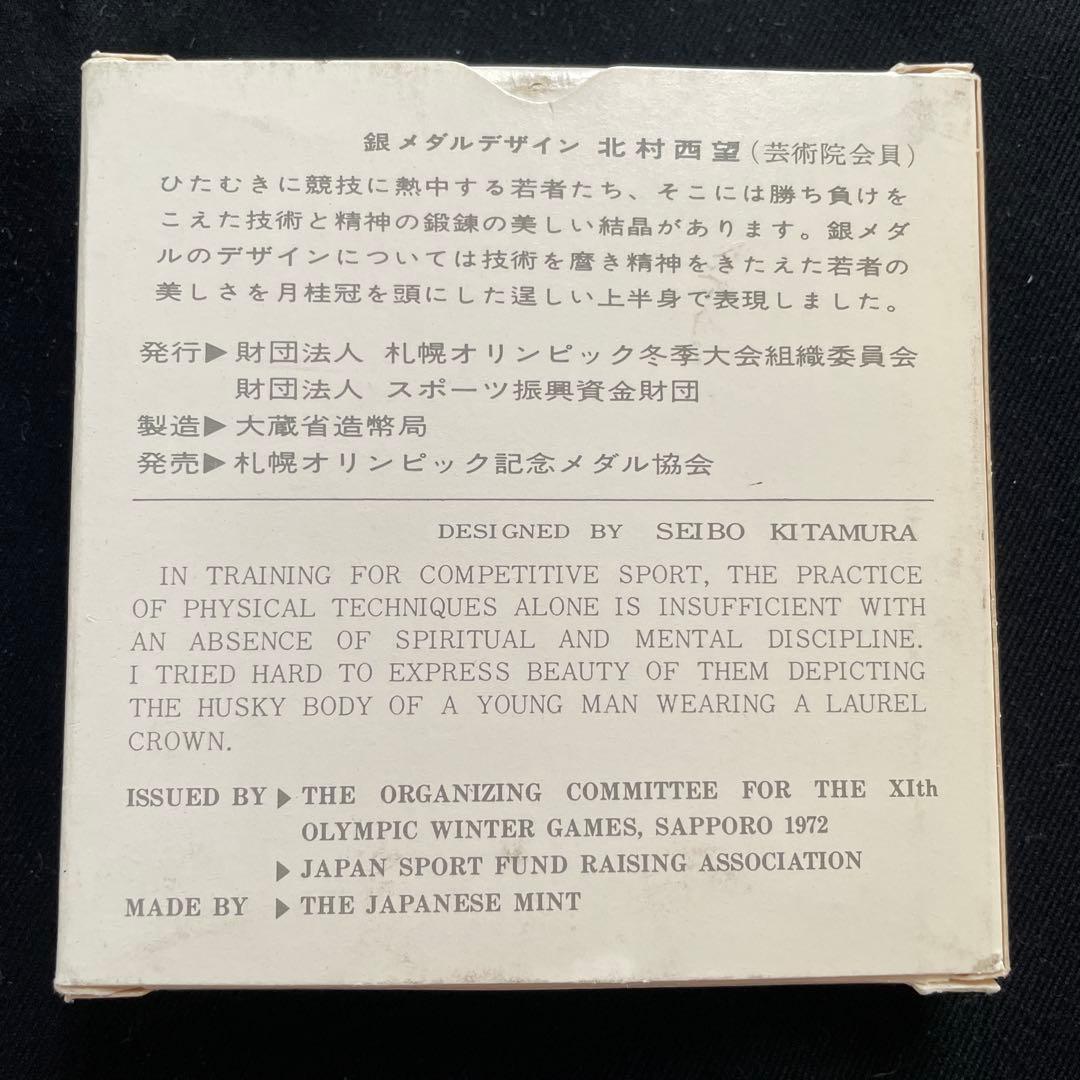 銀メダルデザイン 北村西望(芸術院会員)
ひたむきに競技に熱中する若者たち、そこには勝ち負けを
こえた技術と精神の鍛錬の美しい結晶があります。銀メダ
ルのデザインについては技術を磨き精神をきたえた若者の
美しさを月桂冠を頭にした逞しい上半身で表現しました。
発行▶財団法人 札幌オリンピック冬季大会組織委員会
財団法人 スポーツ振興資金財団
製造▶大蔵省造幣局
発売▶札幌オリンピック記念メダル協会
DESIGNED BY SEIBO KITAMURA
IN TRAINING FOR COMPETITIVE SPORT, THE PRACTICE
OF PHYSICAL TECHNIQUES ALONE IS INSUFFICIENT WITH
AN ABSENCE OF SPIRITUAL AND MENTAL DISCIPLINE.
I TRIED HARD TO EXPRESS BEAUTY OF THEM DEPICTING
THE HUSKY BODY OF A YOUNG MAN WEARING A LAUREL
CROWN.
ISSUED BY ▶ THE ORGANIZING COMMITTEE FOR THE XIth
OLYMPIC WINTER GAMES, SAPPORO 1972
▶ JAPAN SPORT FUND RAISING ASSOCIATION
MADE BY ▶ THE JAPANESE MINT